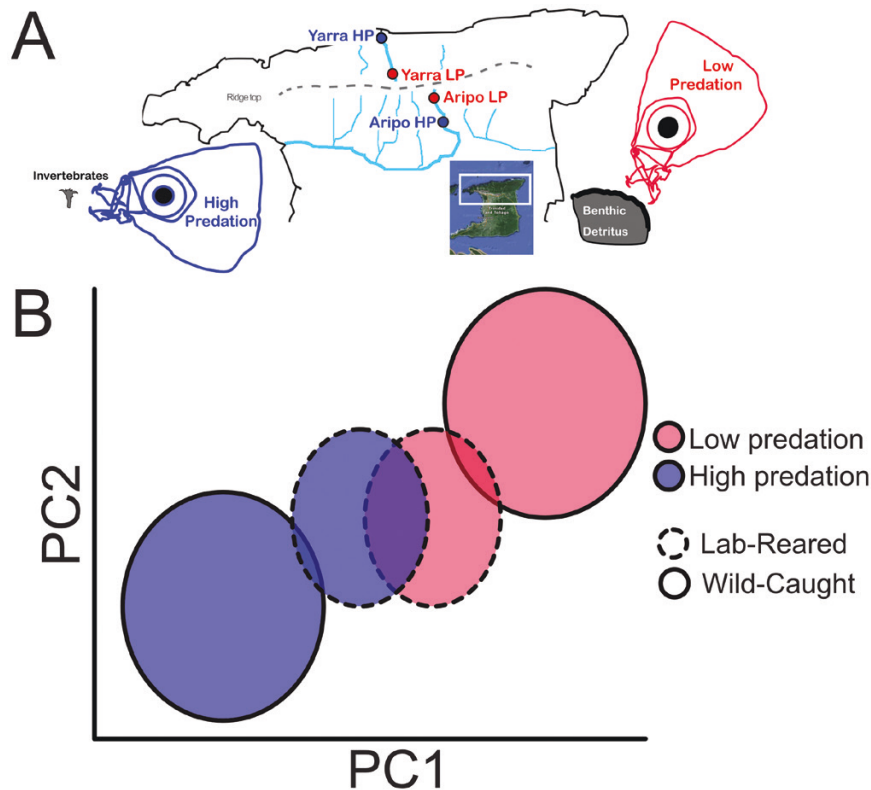 A
Yarra HP
Yarra LP
Ridge top
Aripo LP
Aripo HP
Low
Predation
Invertebrates
High
Predation
Benthic
Detritus
B
PC2
PC1
Low predation
High predation
Lab-Reared
Wild-Caught